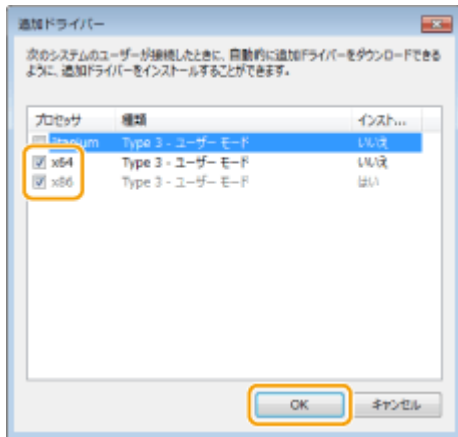 追加ドライバー
次のシステムのユーザーが接続したときに、自動的に追加ドライバーをダウンロードできる
ように、追加ドライバーをインストールすることができます。
プロセッサ 種類 インスト...
Itanium Type 3 - ユーザー モード いいえ
x64 Type 3 - ユーザー モード いいえ
x86 Type 3 - ユーザー モード はい
OK キャンセル